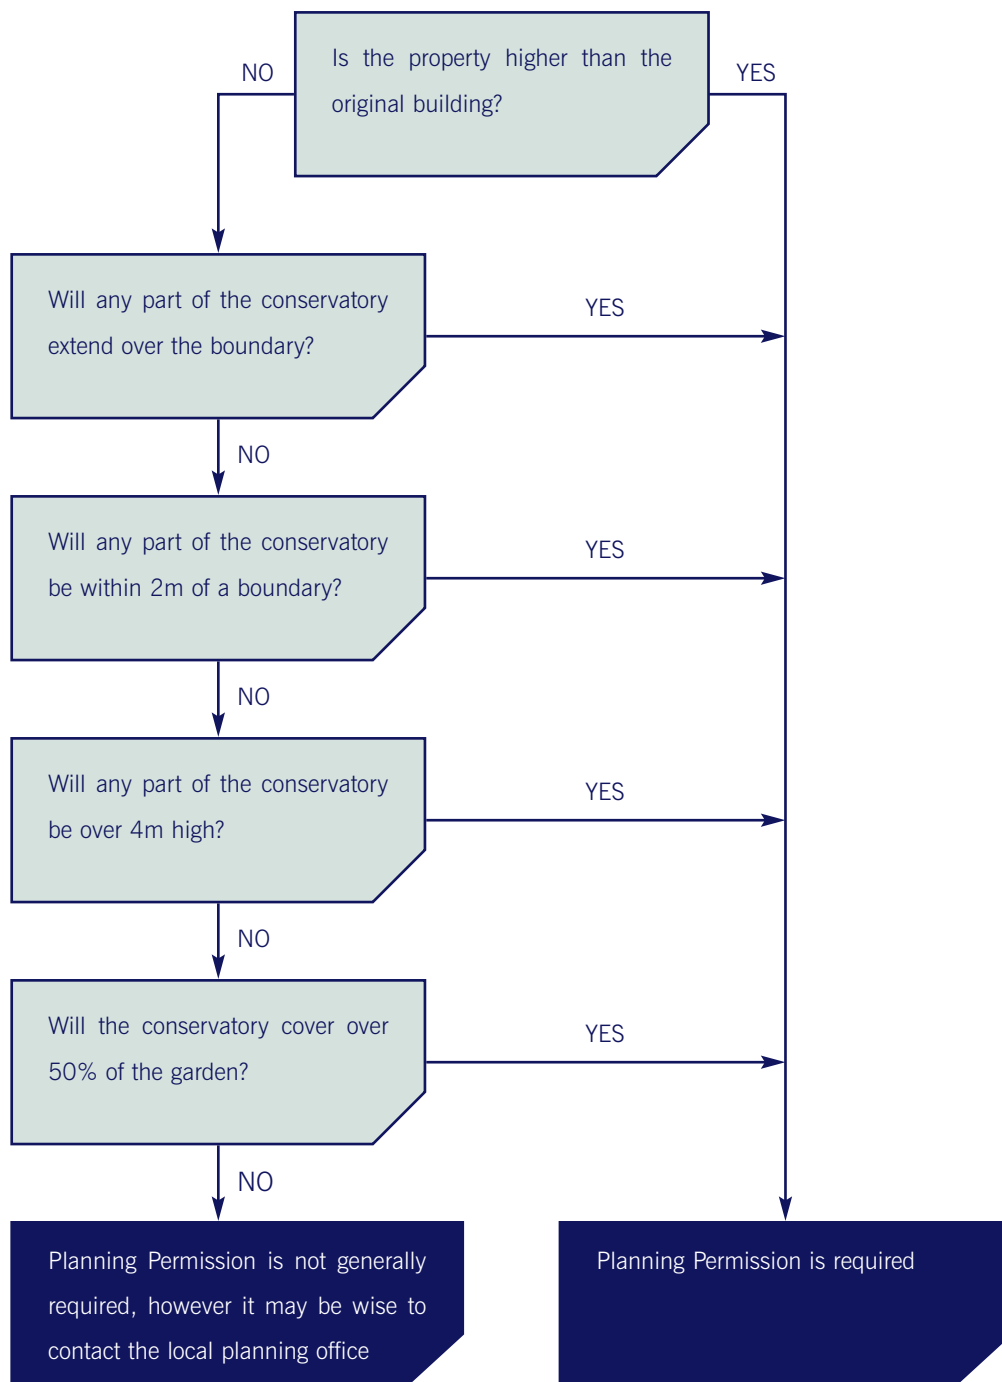 Is the property higher than the
original building?
NO
YES
Will any part of the conservatory
extend over the boundary?
YES
NO
Will any part of the conservatory
be within 2m of a boundary?
YES
NO
Will any part of the conservatory
be over 4m high?
YES
NO
Will the conservatory cover over
50% of the garden?
YES
NO
Planning Permission is not generally
required, however it may be wise to
contact the local planning office
Planning Permission is required